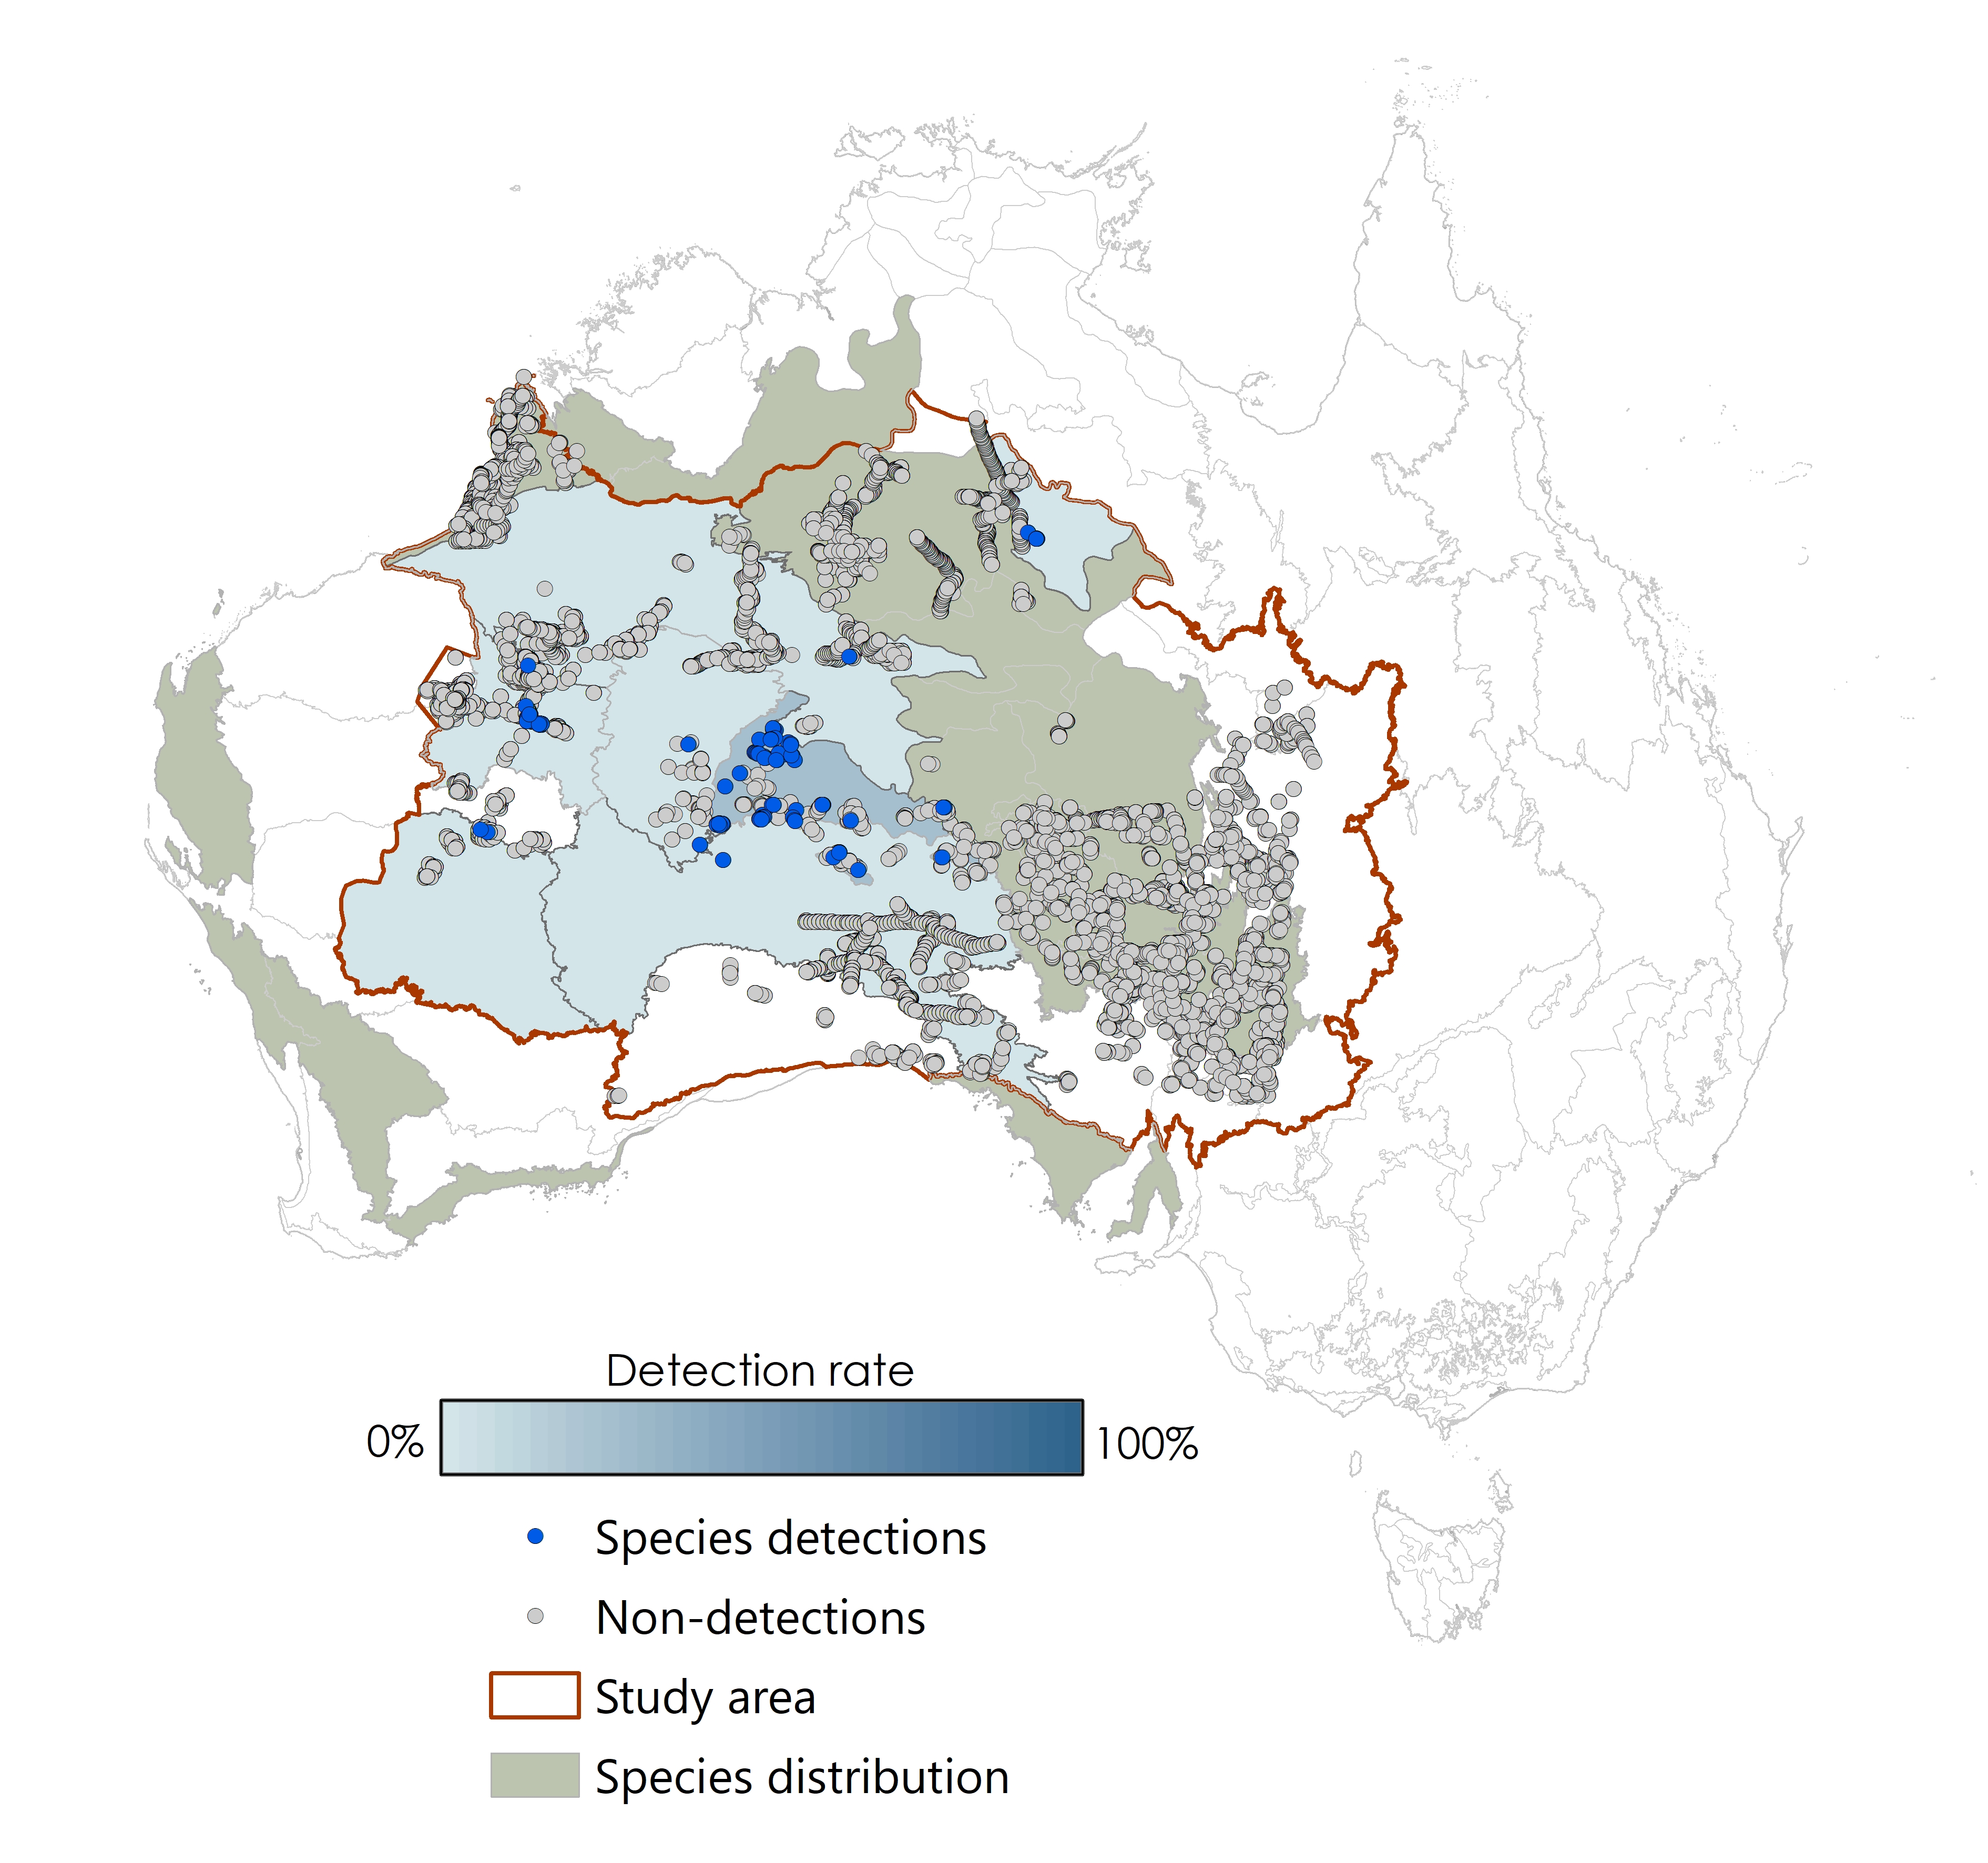 Detection rate
0% 100%
Species detections
Non-detections
Study area
Species distribution